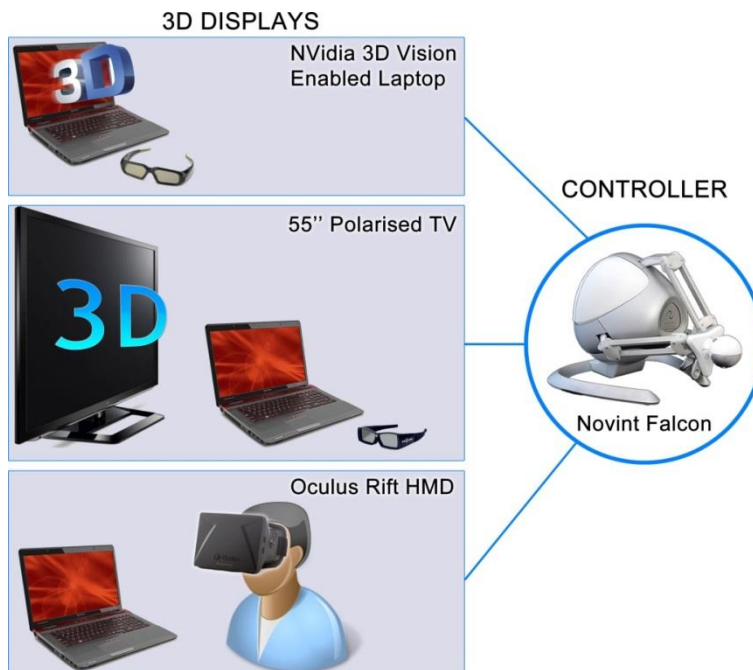 3D DISPLAYS
NVidia 3D Vision
Enabled Laptop
3D
55'' Polarised TV
3D
Oculus Rift HMD
CONTROLLER
Novint Falcon